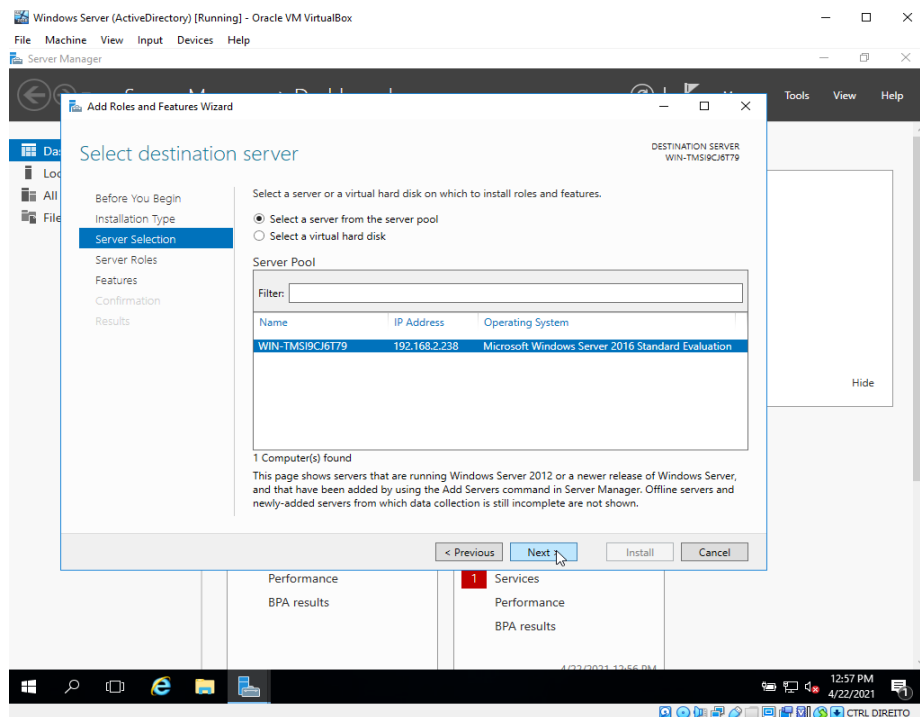 Windows Server (ActiveDirectory) [Running] - Oracle VM VirtualBox
File Machine View Input Devices Help
Server Manager
Tools View Help
Add Roles and Features Wizard
Select destination server
DESTINATION SERVER
WIN-TMSI9CJ6T79
Before You Begin
Installation Type
Server Selection
Server Roles
Features
Confirmation
Results
Select a server or a virtual hard disk on which to install roles and features.
Select a server from the server pool
Select a virtual hard disk
Server Pool
Filter:
Name IP Address Operating System
WIN-TMSI9CJ6T79 192.168.2.238 Microsoft Windows Server 2016 Standard Evaluation
1 Computer(s) found
This page shows servers that are running Windows Server 2012 or a newer release of Windows Server,
and that have been added by using the Add Servers command in Server Manager. Offline servers and
newly-added servers from which data collection is still incomplete are not shown.
< Previous Next > Install Cancel
All
Hide
Performance
BPA results
1 Services
Performance
BPA results
4/22/2021 12:56 PM
12:57 PM
4/22/2021
1
CTRL DIREITO